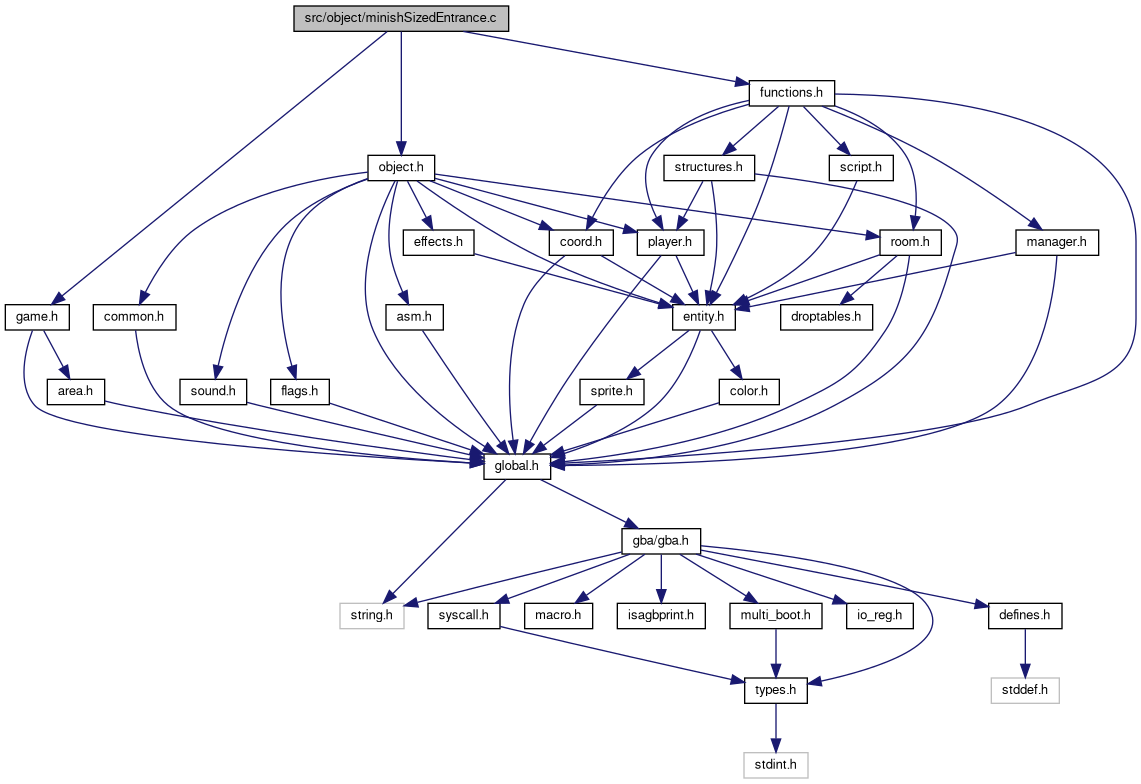 src/object/minishSizedEntrance.c
functions.h
object.h
structures.h
script.h
effects.h
coord.h
player.h
room.h
manager.h
game.h
common.h
asm.h
entity.h
droptables.h
area.h
sound.h
flags.h
sprite.h
color.h
global.h
gba/gba.h
string.h
syscall.h
macro.h
isagbprint.h
multi_boot.h
io_reg.h
defines.h
types.h
stddef.h
stdint.h